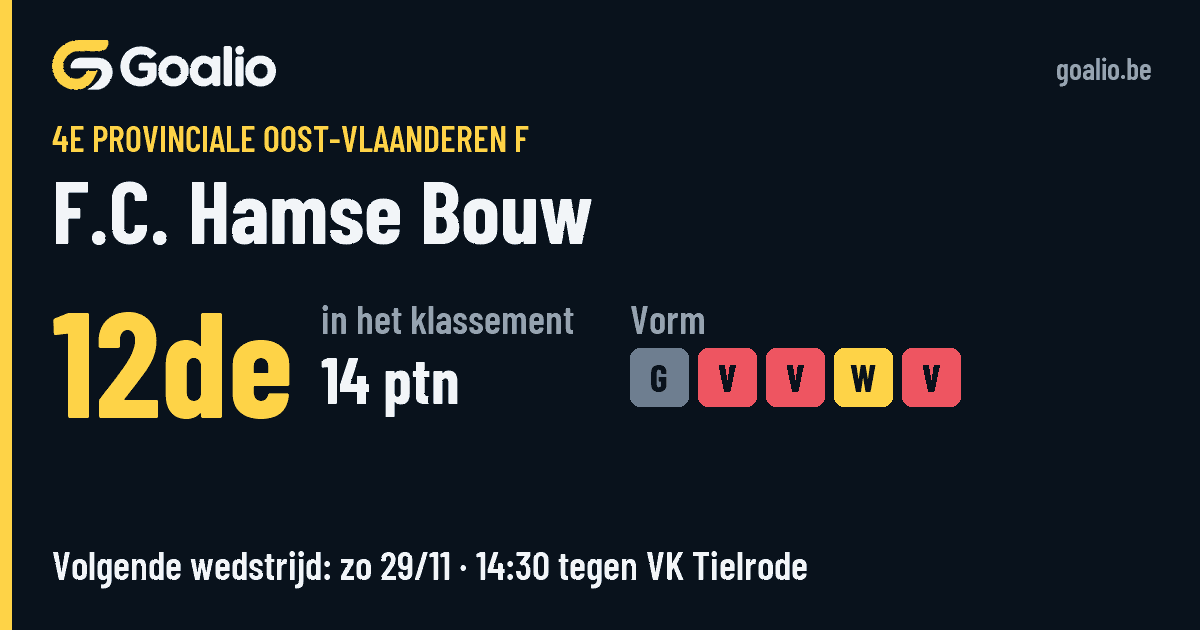 Goalio
goalio.be
4E PROVINCIALE OOST-VLAANDEREN F
F.C. Hamse Bouw
12de
in het klassement
14 ptn
Vorm
G V V W V
Volgende wedstrijd: zo 29/11 · 14:30 tegen VK Tielrode